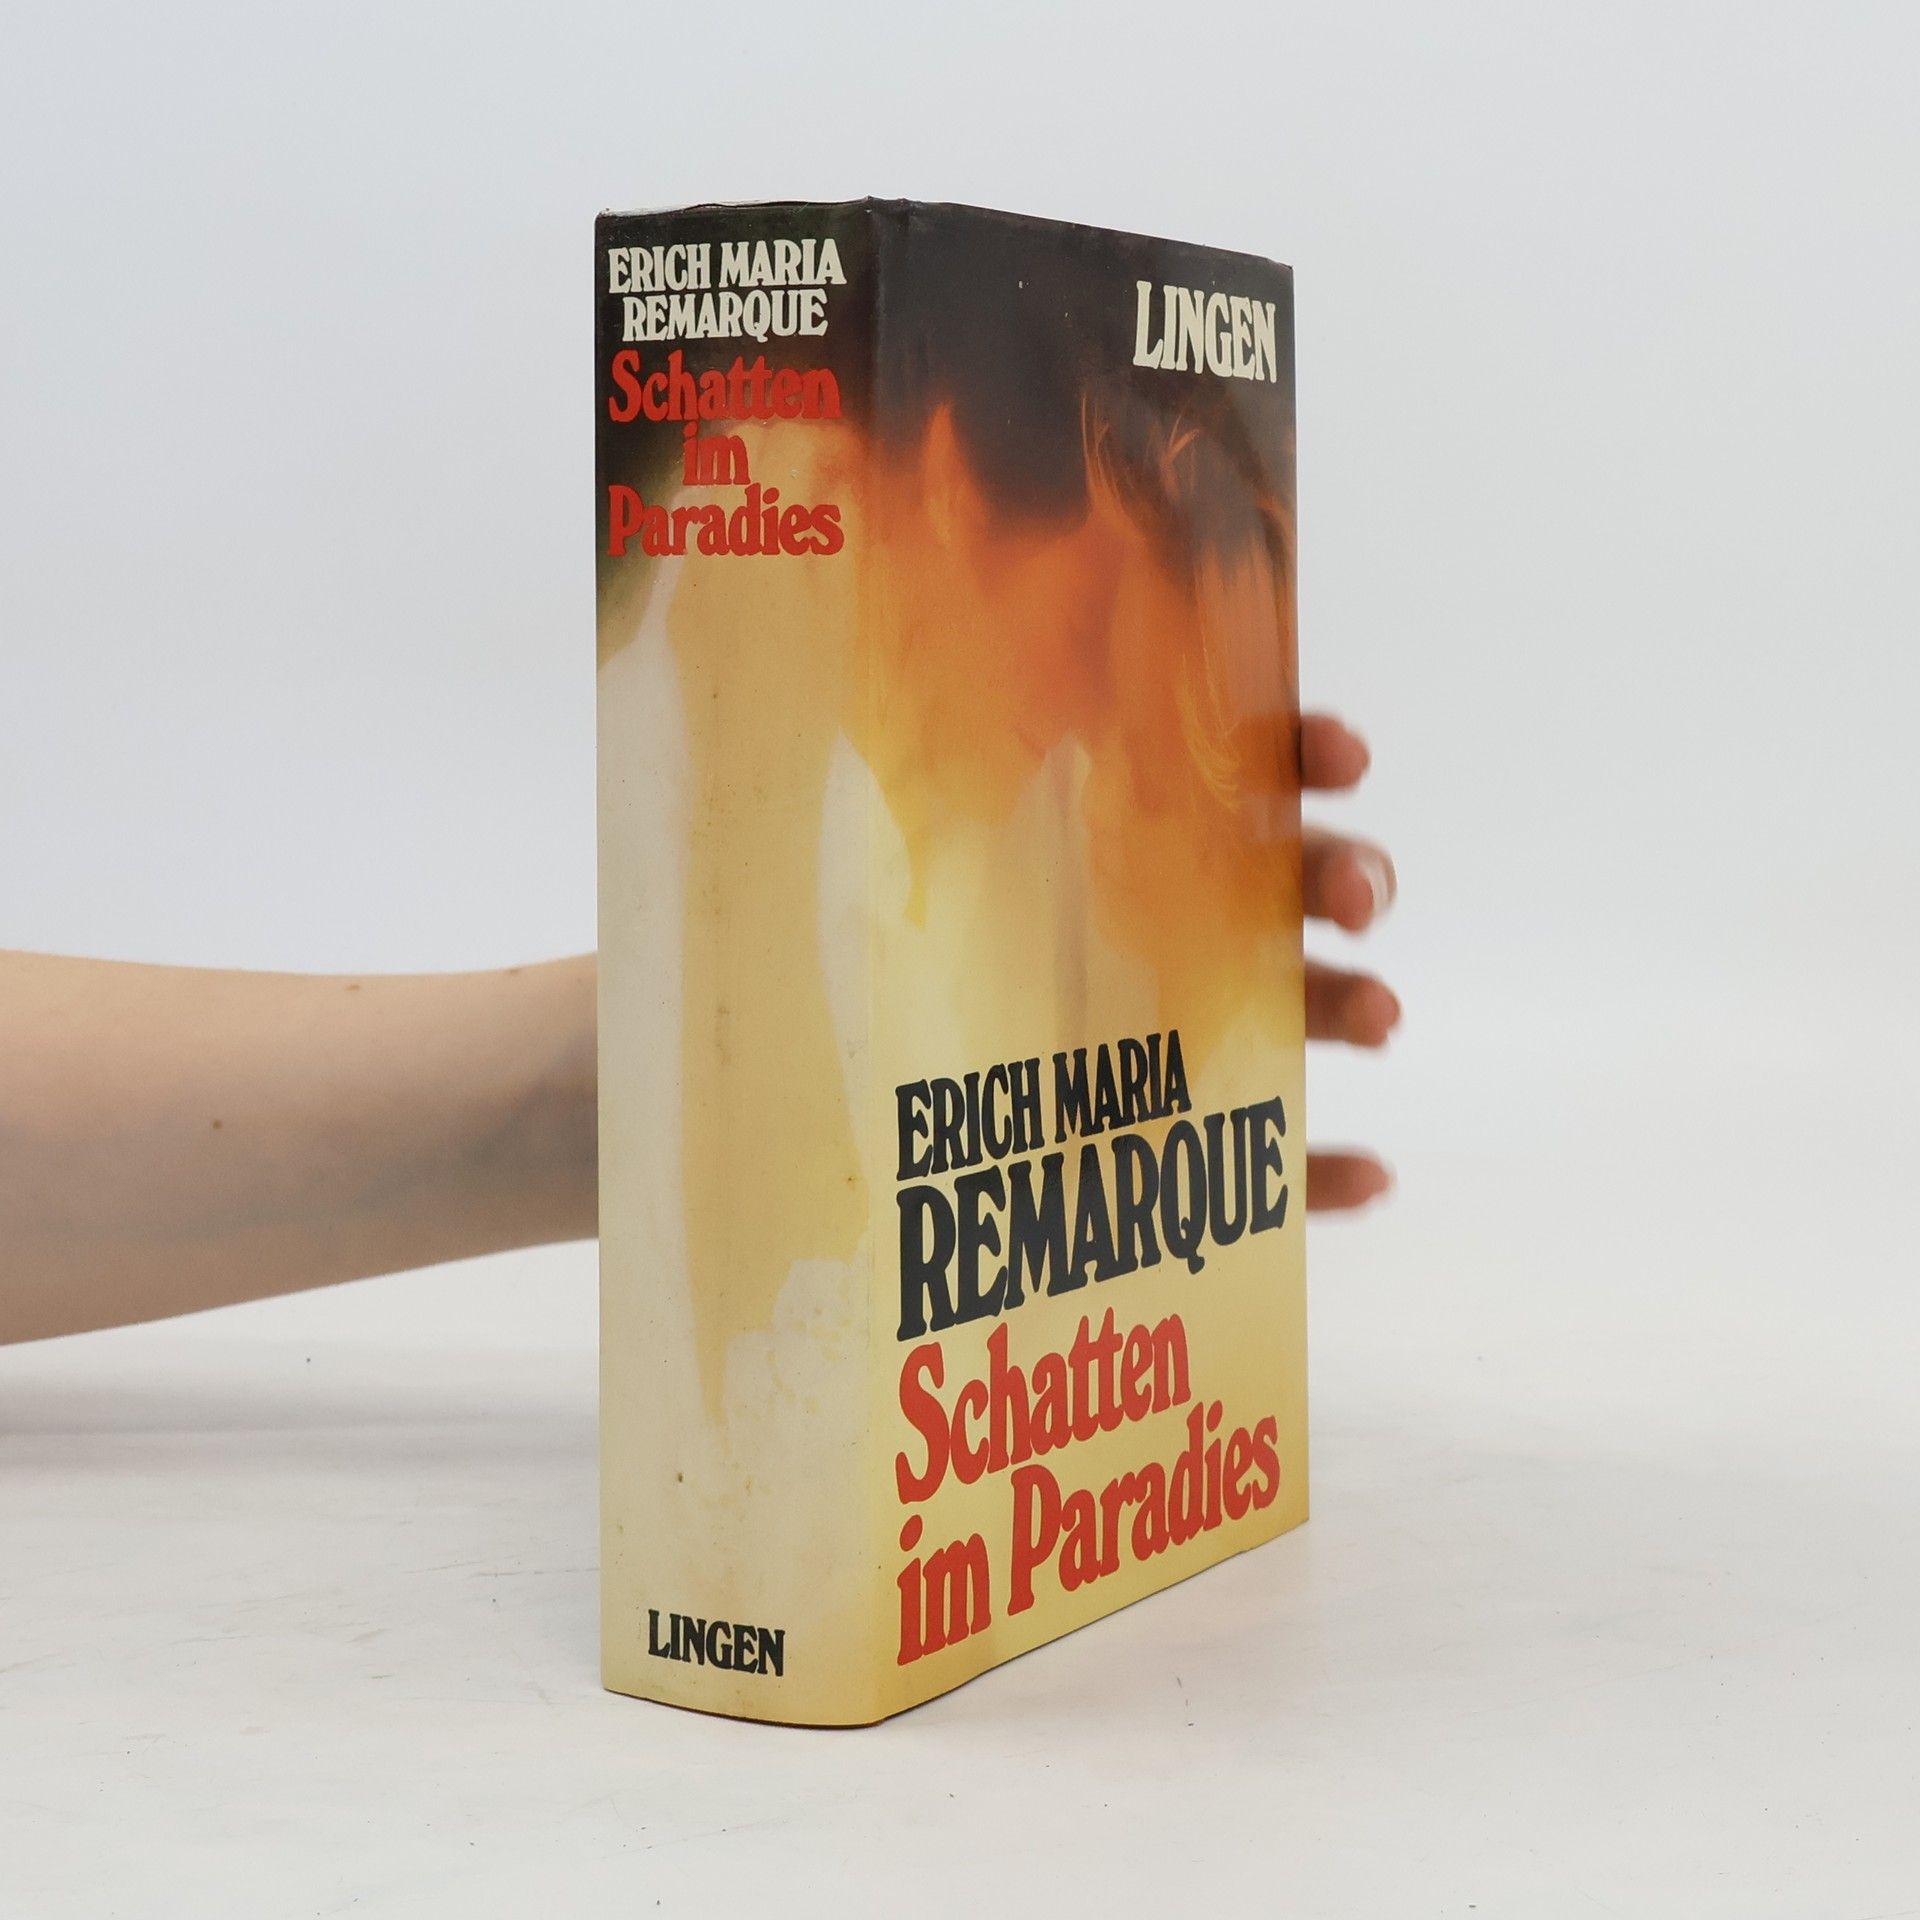 ERICH MARIA
REMARQUE
Schatten
im
Paradies
LINGEN
LINGEN
ERICH MARIA
REMARQUE
Schatten
im Paradies